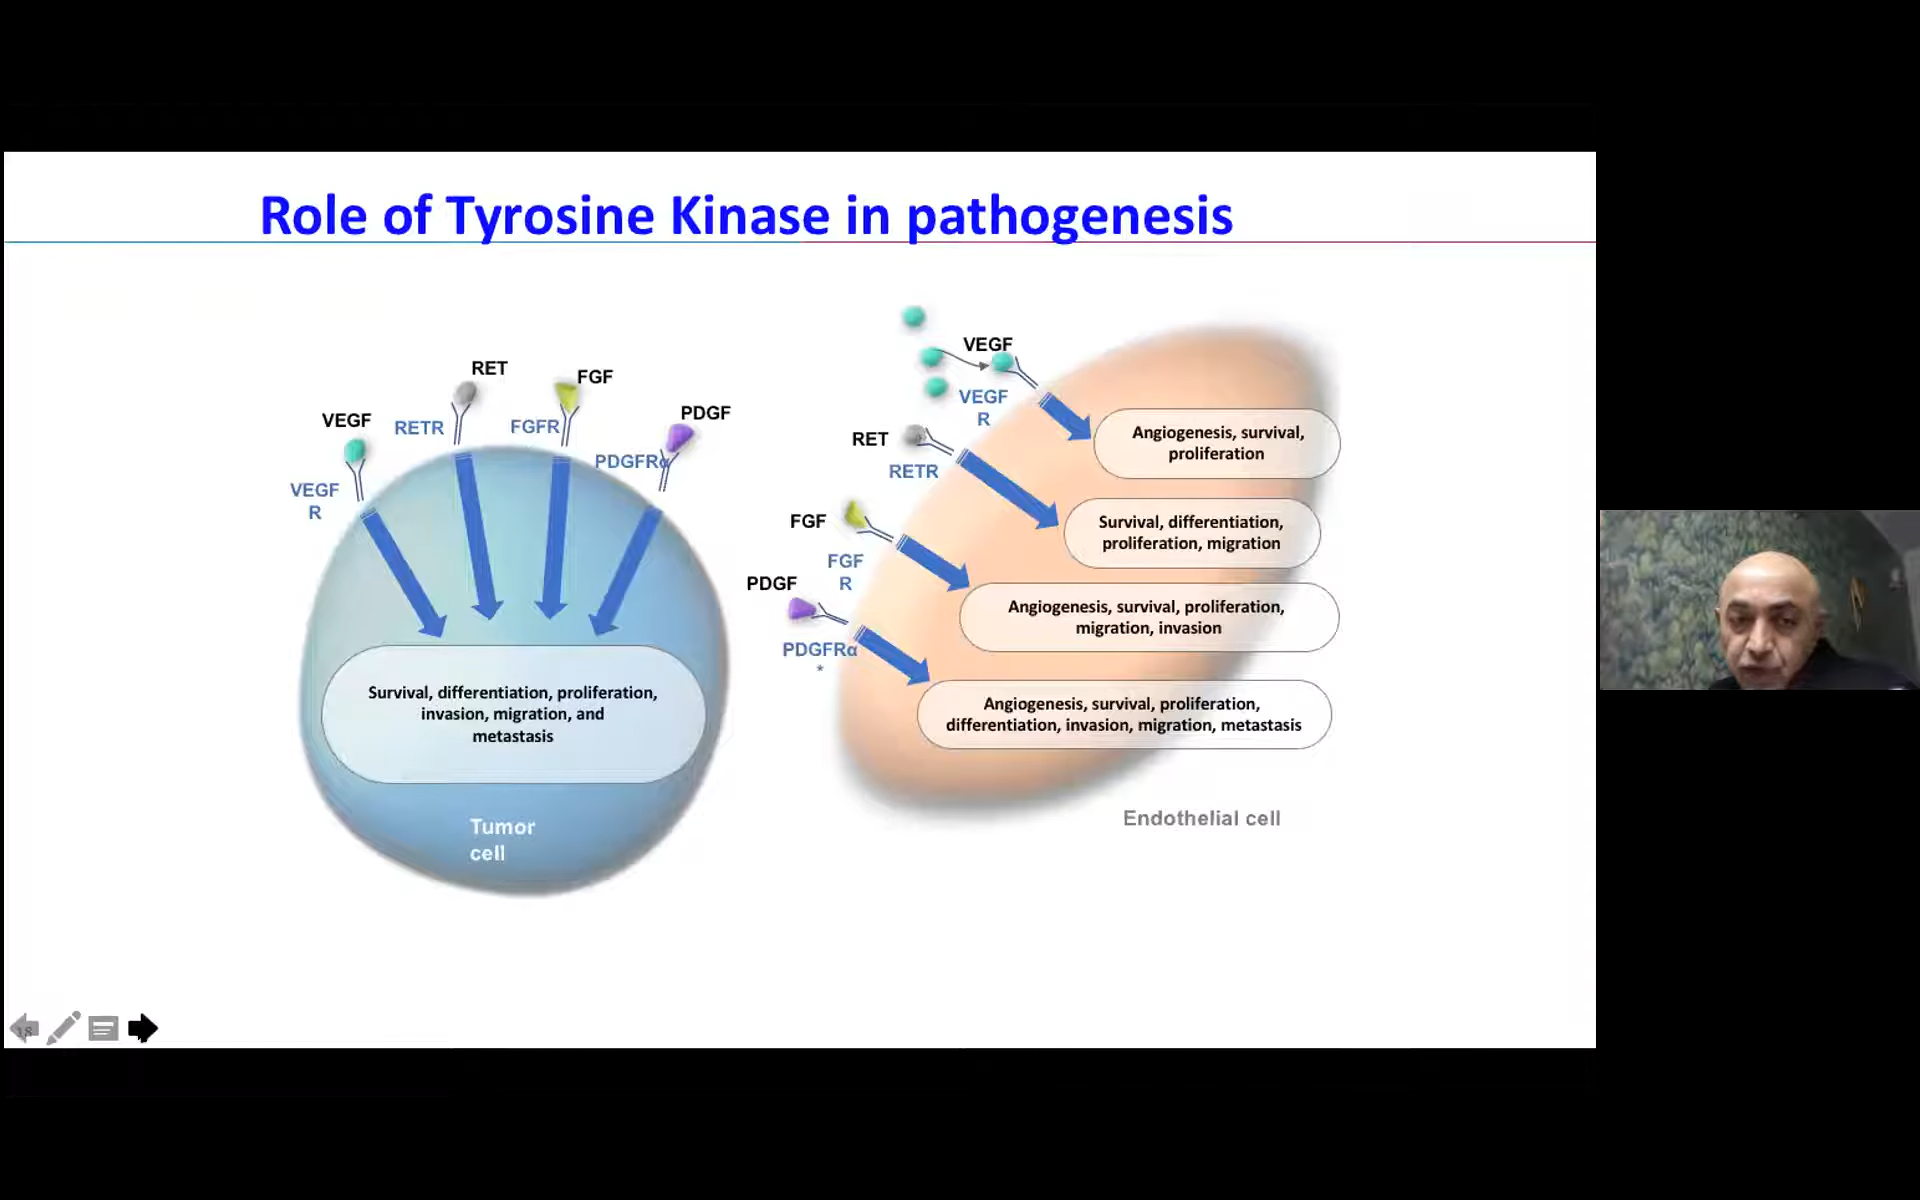 Role of Tyrosine Kinase in pathogenesis
RET
FGF
VEGF
RETR
FGFR
PDGF
PDGFRα
VEGF
R
Survival, differentiation, proliferation,
invasion, migration, and
metastasis
Tumor
cell
VEGF
VEGF
R
Angiogenesis, survival,
proliferation
RET
RETR
Survival, differentiation,
proliferation, migration
FGF
FGF
R
Angiogenesis, survival, proliferation,
migration, invasion
PDGF
PDGFRα
*
Angiogenesis, survival, proliferation,
differentiation, invasion, migration, metastasis
Endothelial cell
18